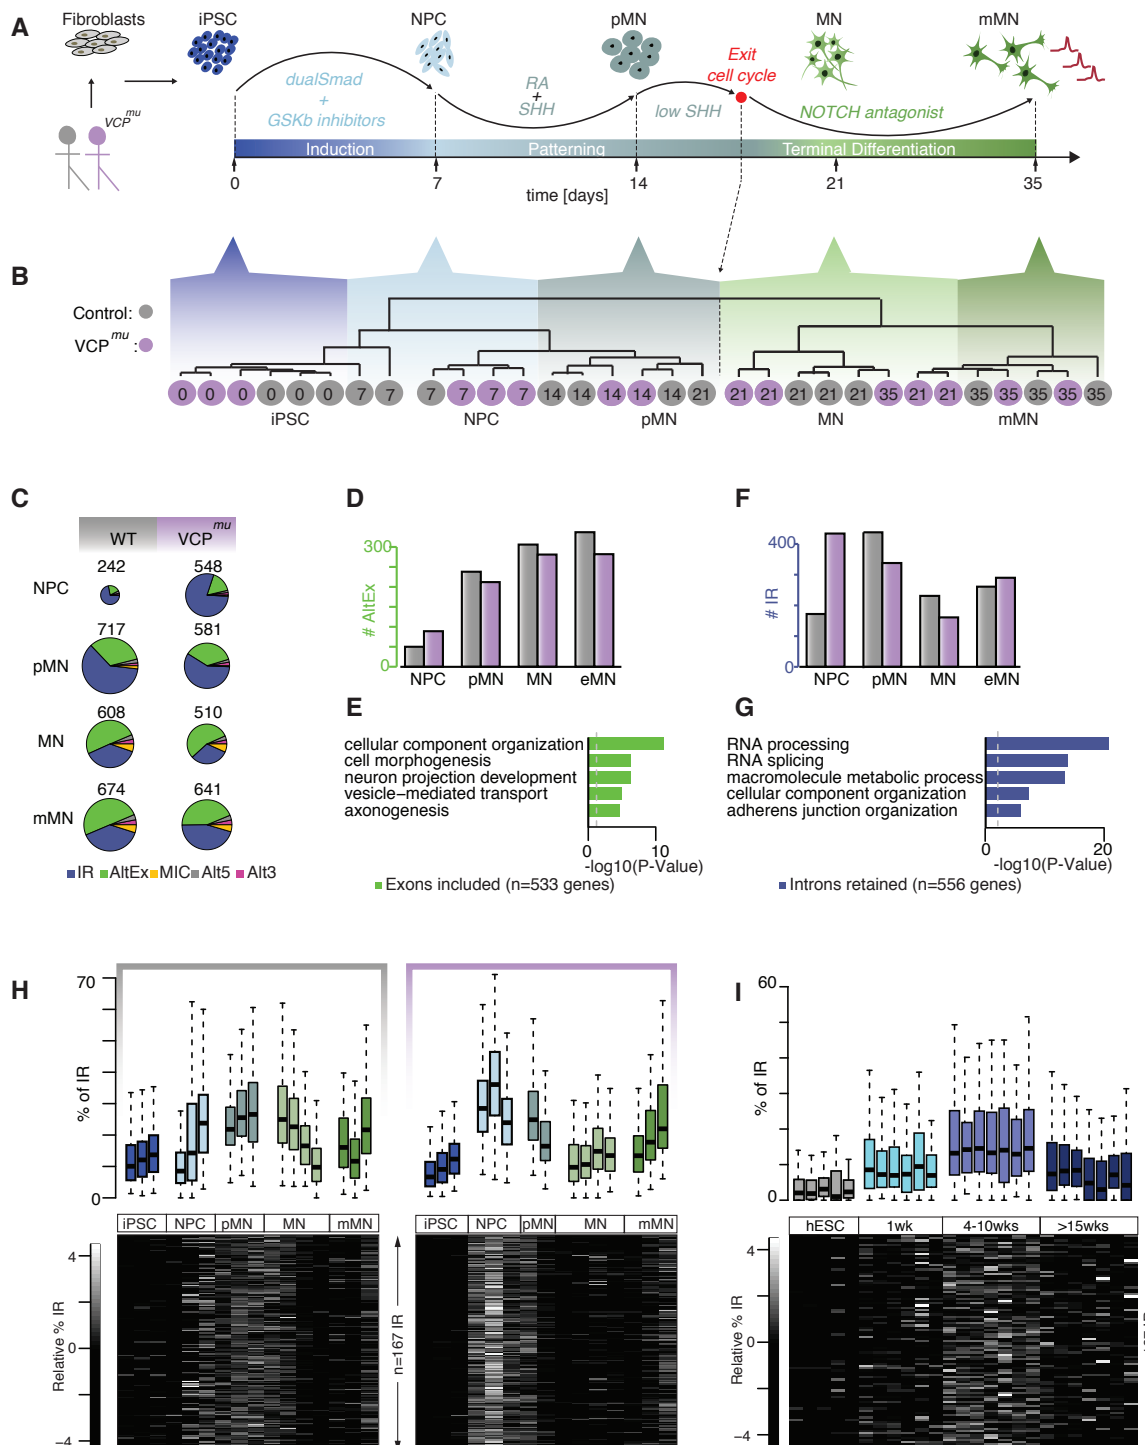 A
Fibroblasts
iPSC
NPC
pMN
MN
mMN
Exit
cell cycle
dualSmad
+
GSKb inhibitors
RA
+
SHH
low SHH
NOTCH antagonist
VCP mu
Induction
Patterning
Terminal Differentiation
0
7
14
21
35
time [days]
B
Control:
VCP mu :
0 0 0 0 0 0 7 7 7 7 7 7 14 14 14 14 14 21 21 21 21 21 21 35 21 21 35 35 35 35 35
iPSC
NPC
pMN
MN
mMN
C
WT
VCP mu
NPC
242
548
pMN
717
581
MN
608
510
mMN
674
641
IR AltEx MIC Alt5 Alt3
D
# AltEx
300
0
NPC pMN MN eMN
E
cellular component organization
cell morphogenesis
neuron projection development
vesicle−mediated transport
axonogenesis
0
10
-log10(P-Value)
Exons included (n=533 genes)
F
# IR
400
0
NPC pMN MN eMN
G
RNA processing
RNA splicing
macromolecule metabolic process
cellular component organization
adherens junction organization
0
20
-log10(P-Value)
Introns retained (n=556 genes)
H
70
% of IR
0
iPSC NPC pMN MN mMN
iPSC NPC pMN MN mMN
4
0
−4
Relative % IR
n=167 IR
I
60
% of IR
0
hESC 1wk 4-10wks >15wks
4
0
−4
Relative % IR